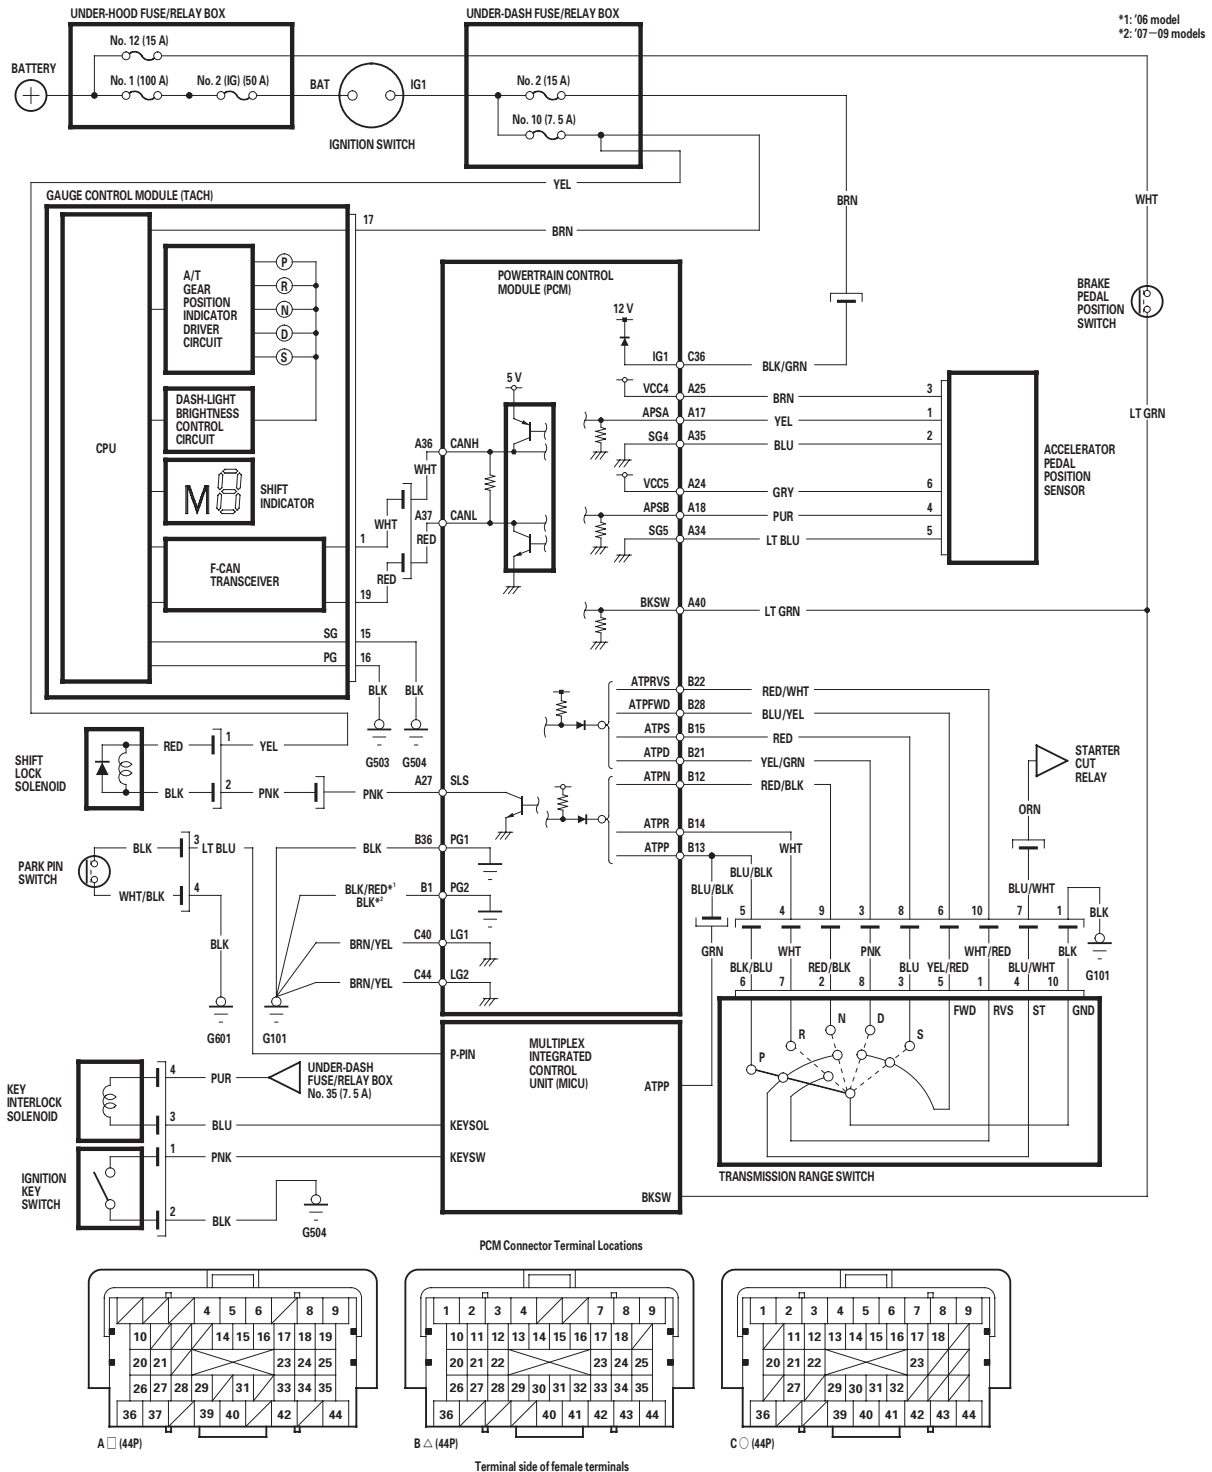 UNDER-HOOD FUSE/RELAY BOX
UNDER-DASH FUSE/RELAY BOX
*1: '06 model
*2: '07—09 models
No. 12 (15 A)
BATTERY
No. 1 (100 A)
No. 2 (IG) (50 A)
BAT
IG1
No. 2 (15 A)
No. 10 (7. 5 A)
IGNITION SWITCH
YEL
GAUGE CONTROL MODULE (TACH)
17
BRN
BRN
WHT
A/T
GEAR
POSITION
INDICATOR
DRIVER
CIRCUIT
P
R
N
D
S
POWERTRAIN CONTROL
MODULE (PCM)
12 V
BRAKE
PEDAL
POSITION
SWITCH
IG1 C36 BLK/GRN
5 V
VCC4 A25 BRN 3
APSA A17 YEL 1
SG4 A35 BLU 2
VCC5 A24 GRY 6
APSB A18 PUR 4
SG5 A34 LT BLU 5
LT GRN
ACCELERATOR
PEDAL
POSITION
SENSOR
DASH-LIGHT
BRIGHTNESS
CONTROL
CIRCUIT
CPU
M8
SHIFT
INDICATOR
A36 CANH
WHT
A37 CANL
WHT
RED
1
F-CAN
TRANSCEIVER
RED
19
BKSW A40 LT GRN
SG 15
PG 16
BLK
BLK
G503 G504
ATPRVS B22 RED/WHT
ATPFWD B28 BLU/YEL
ATPS B15 RED
ATPD B21 YEL/GRN
ATPN B12 RED/BLK
ATPR B14
ATPP B13
WHT
SHIFT
LOCK
SOLENOID
RED 1 YEL
BLK 2 PNK PNK A27 SLS
STARTER
CUT
RELAY
ORN
PARK PIN
SWITCH
BLK 3 LT BLU
WHT/BLK 4
BLK
BLK B36 PG1
BLK/RED*1
BLK*2
B1 PG2
BRN/YEL C40 LG1
BRN/YEL C44 LG2
G601 G101
BLU/BLK
BLU/BLK
BLU/WHT
BLK
5 4 9 3 8 6 10 7 1
GRN
BLK/BLU
WHT
RED/BLK
PNK
BLU
YEL/RED
WHT/RED
BLU/WHT
BLK
G101
6 7 2 8 3 5 1 4 10
FWD RVS ST GND
P
R
N
D
S
TRANSMISSION RANGE SWITCH
P-PIN
MULTIPLEX
INTEGRATED
CONTROL
UNIT (MICU)
ATPP
KEYSOL
KEYSW
BKSW
KEY
INTERLOCK
SOLENOID
4 PUR
UNDER-DASH
FUSE/RELAY BOX
No. 35 (7. 5 A)
3 BLU
1 PNK
IGNITION
KEY
SWITCH
2 BLK
G504
PCM Connector Terminal Locations
4 5 6 8 9
10 14 15 16 17 18 19
20 21 23 24 25
26 27 28 29 31 33 34 35
36 37 39 40 42 44
A □ (44P)
1 2 3 4 7 8 9
10 11 12 13 14 15 16 17 18
20 21 22 23 24 25
26 27 28 29 30 31 32 33 34 35
36 40 41 42 43 44
B △ (44P)
1 2 3 4 5 6 7 8 9
11 12 13 14 15 16 17 18
20 21 22 23
27 29 30 31 32
36 39 40 41 42 43 44
C ○ (44P)
Terminal side of female terminals